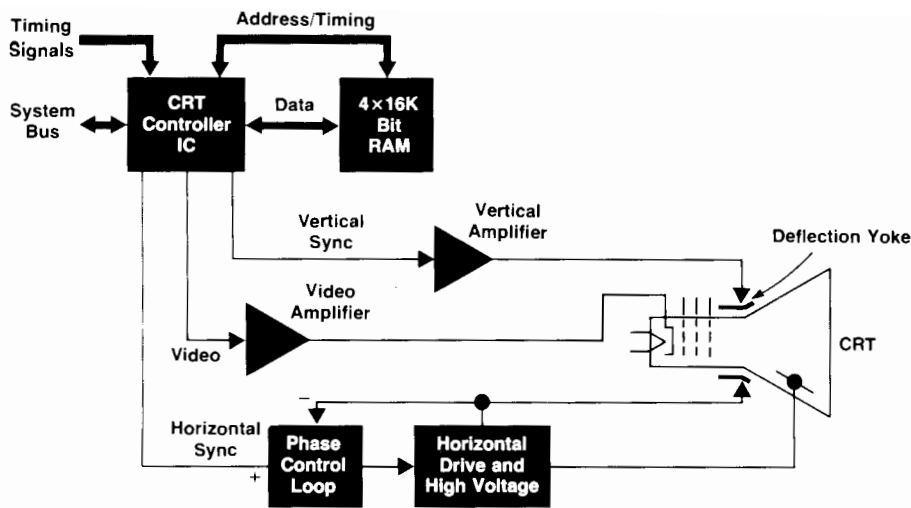 Timing
Signals
Address/Timing
System
Bus
CRT
Controller
IC
Data
4×16K
Bit
RAM
Vertical
Sync
Vertical
Amplifier
Deflection Yoke
Video
Amplifier
Video
CRT
Horizontal
Sync
−
+
Phase
Control
Loop
Horizontal
Drive and
High Voltage